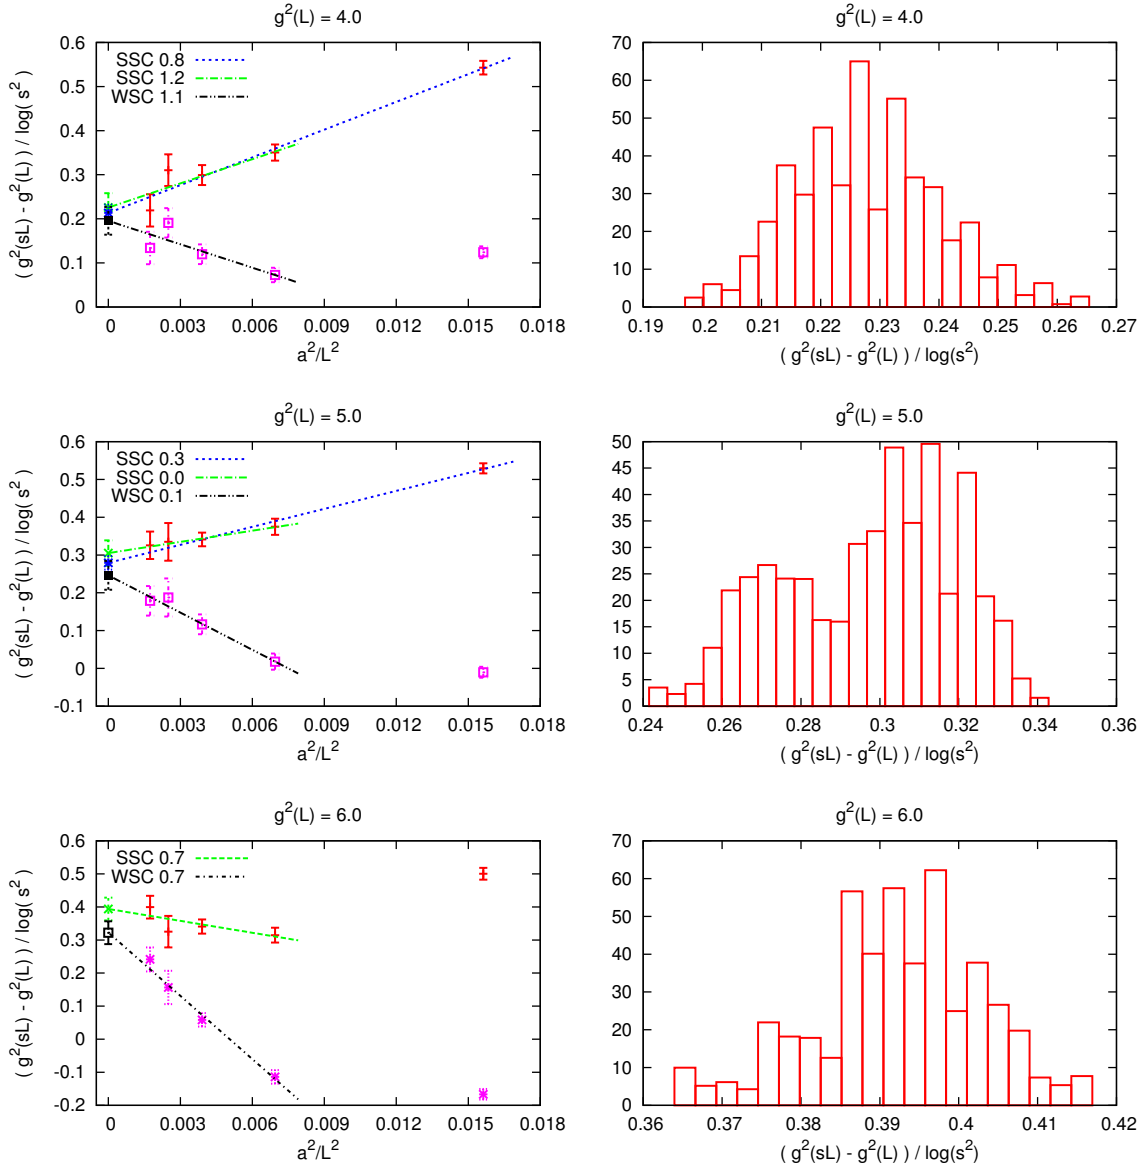 g^2(L) = 4.0
( g^2(sL) - g^2(L) ) / log( s^2 )
0.6
0.5
0.4
0.3
0.2
0.1
0
SSC 0.8
SSC 1.2
WSC 1.1
0 0.003 0.006 0.009 0.012 0.015 0.018
a^2/L^2
g^2(L) = 4.0
70
60
50
40
30
20
10
0
0.19 0.2 0.21 0.22 0.23 0.24 0.25 0.26 0.27
( g^2(sL) - g^2(L) ) / log(s^2)
g^2(L) = 5.0
( g^2(sL) - g^2(L) ) / log( s^2 )
0.6
0.5
0.4
0.3
0.2
0.1
0
-0.1
SSC 0.3
SSC 0.0
WSC 0.1
0 0.003 0.006 0.009 0.012 0.015 0.018
a^2/L^2
g^2(L) = 5.0
50
45
40
35
30
25
20
15
10
5
0
0.24 0.26 0.28 0.3 0.32 0.34 0.36
( g^2(sL) - g^2(L) ) / log(s^2)
g^2(L) = 6.0
( g^2(sL) - g^2(L) ) / log( s^2 )
0.6
0.5
0.4
0.3
0.2
0.1
0
-0.1
-0.2
SSC 0.7
WSC 0.7
0 0.003 0.006 0.009 0.012 0.015 0.018
a^2/L^2
g^2(L) = 6.0
70
60
50
40
30
20
10
0
0.36 0.37 0.38 0.39 0.4 0.41 0.42
( g^2(sL) - g^2(L) ) / log(s^2)